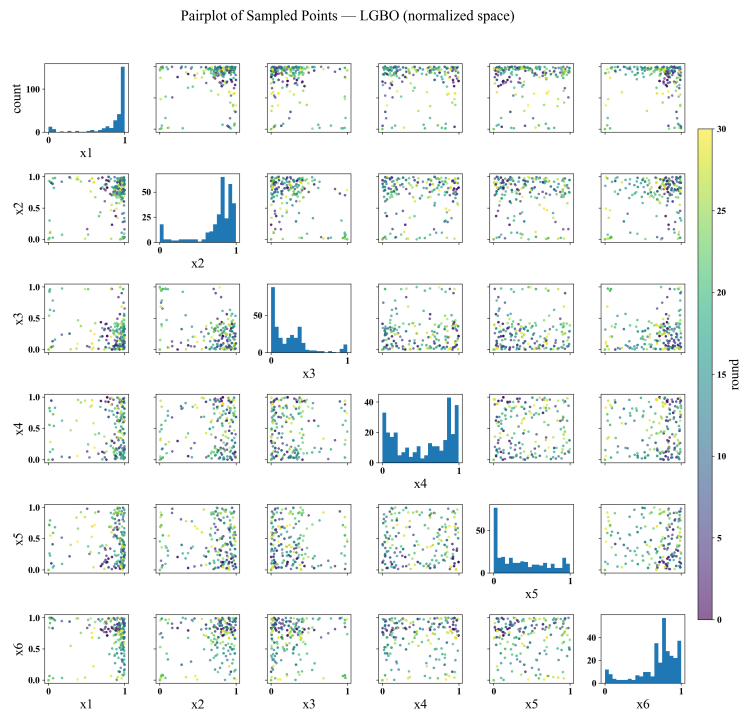 Pairplot of Sampled Points — LGBO (normalized space)
count
100
0
0 1
x1
x2
1.0
0.5
0.0
50
25
0
0 1
x2
x3
1.0
0.5
0.0
50
0
0 1
x3
x4
1.0
0.5
0.0
40
20
0
0 1
x4
x5
1.0
0.5
0.0
50
0
0 1
x5
x6
1.0
0.5
0.0
40
20
0
0 1 0 1 0 1 0 1 0 1 0 1
x1 x2 x3 x4 x5 x6
30
25
20
15
10
5
0
round